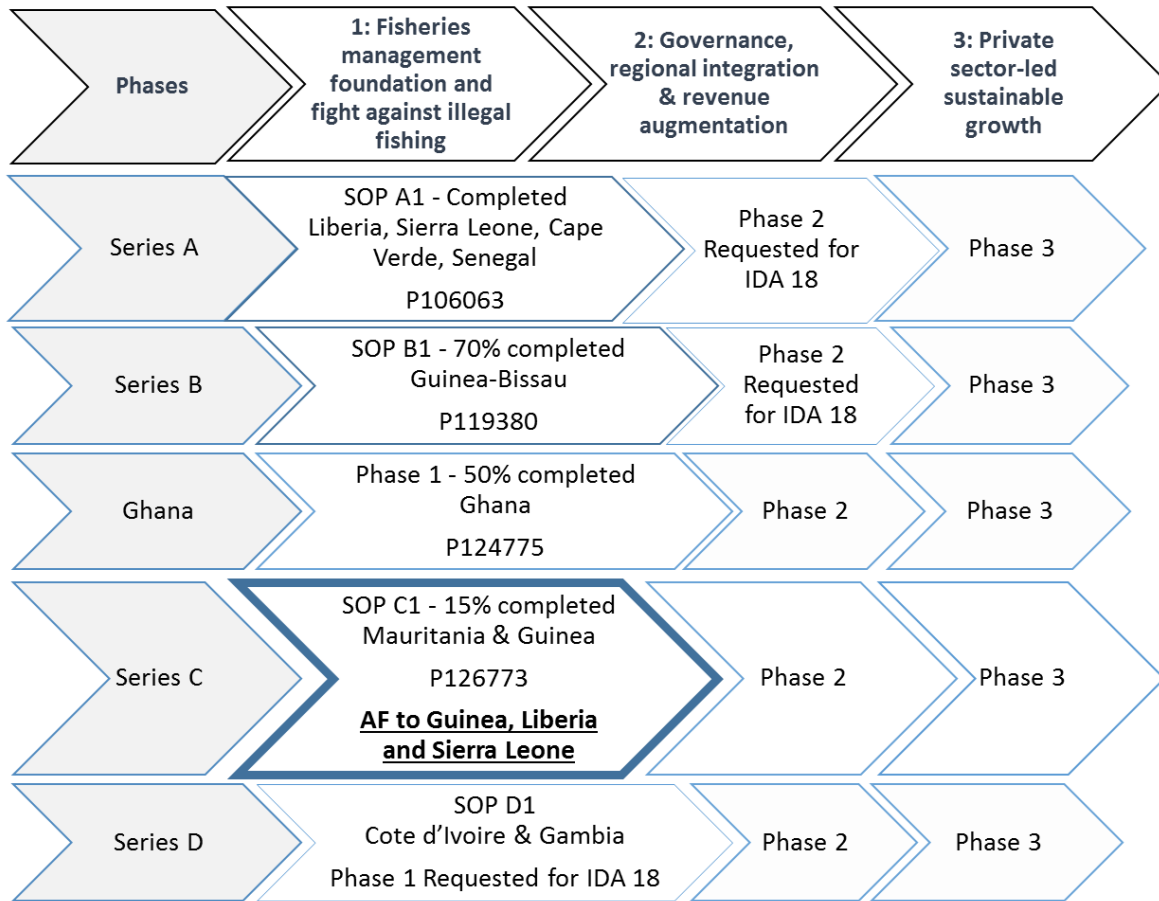 Phases
1: Fisheries
management
foundation and
fight against illegal
fishing
2: Governance,
regional integration
& revenue
augmentation
3: Private
sector-led
sustainable
growth
Series A
SOP A1 - Completed
Liberia, Sierra Leone, Cape
Verde, Senegal
P106063
Phase 2
Requested for
IDA 18
Phase 3
Series B
SOP B1 - 70% completed
Guinea-Bissau
P119380
Phase 2
Requested
for IDA 18
Phase 3
Ghana
Phase 1 - 50% completed
Ghana
P124775
Phase 2
Phase 3
Series C
SOP C1 - 15% completed
Mauritania & Guinea
P126773
AF to Guinea, Liberia
and Sierra Leone
Phase 2
Phase 3
Series D
SOP D1
Cote d’Ivoire & Gambia
Phase 1 Requested for IDA 18
Phase 2
Phase 3